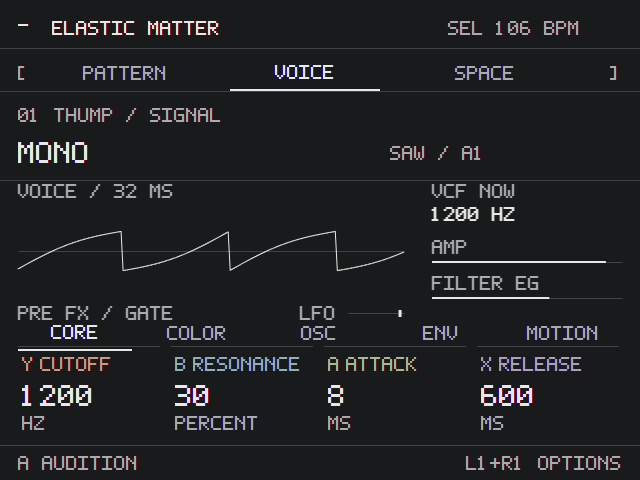 — ELASTIC MATTER SEL 106 BPM
[ PATTERN VOICE SPACE ]
01 THUMP / SIGNAL
MONO SAW / A1
VOICE / 32 MS VCF NOW
1200 HZ
AMP
FILTER EG
PRE FX / GATE LFO
CORE COLOR OSC ENV MOTION
Y CUTOFF B RESONANCE A ATTACK X RELEASE
1200 30 8 600
HZ PERCENT MS MS
A AUDITION L1+R1 OPTIONS